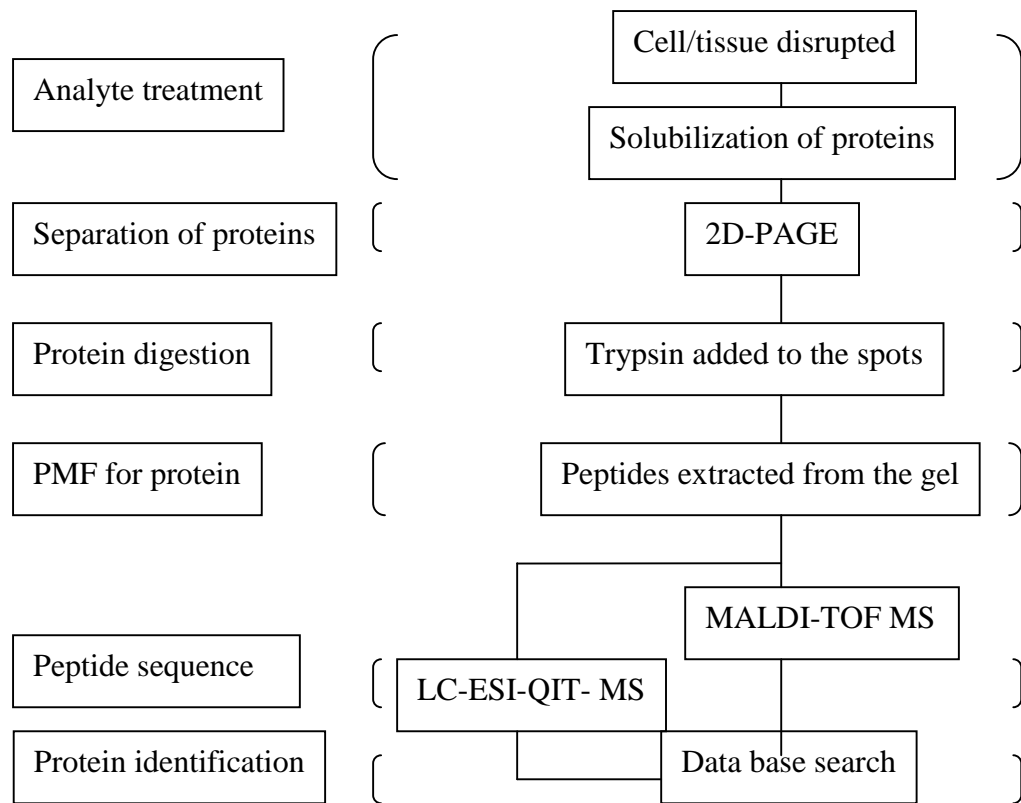 Cell/tissue disrupted
Analyte treatment
Solubilization of proteins
Separation of proteins
2D-PAGE
Protein digestion
Trypsin added to the spots
PMF for protein
Peptides extracted from the gel
MALDI-TOF MS
Peptide sequence
LC-ESI-QIT- MS
Protein identification
Data base search